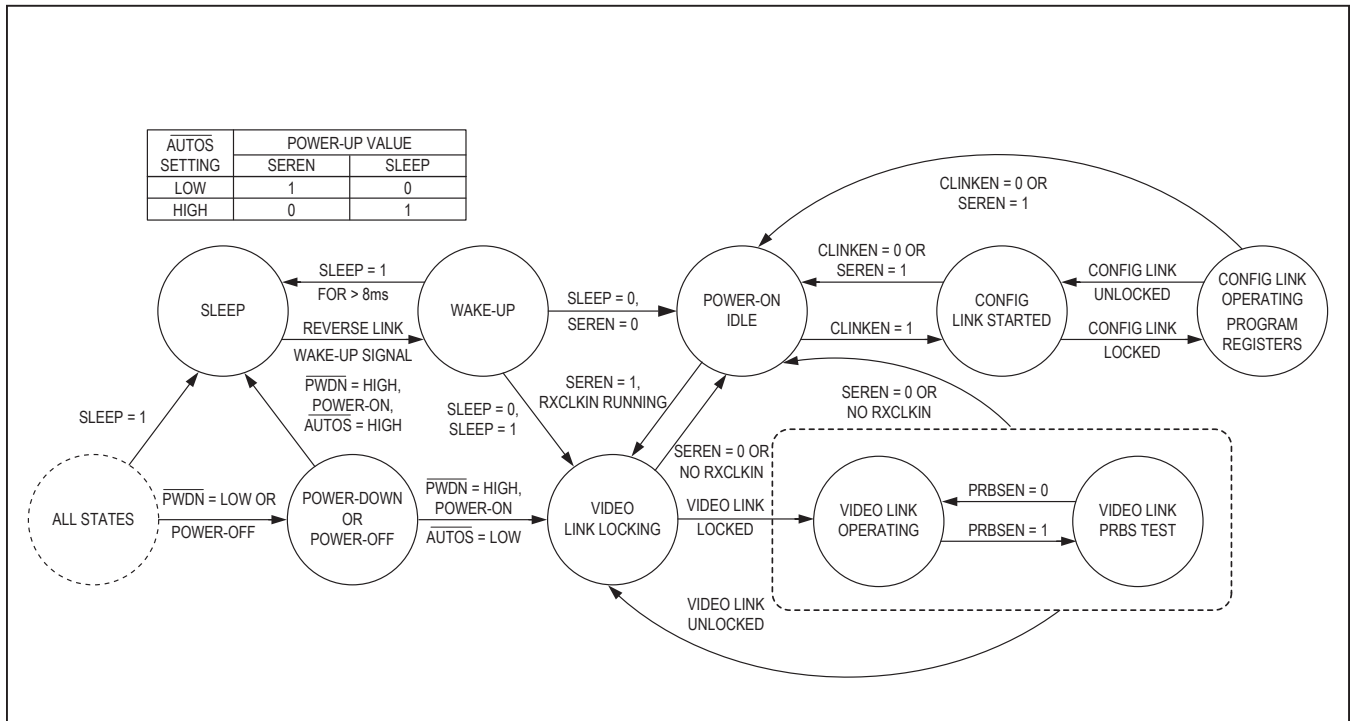 AUTOS
SETTING
POWER-UP VALUE
SEREN
SLEEP
LOW
1
0
HIGH
0
1
CLINKEN = 0 OR
SEREN = 1
SLEEP
SLEEP = 1
FOR > 8ms
REVERSE LINK
WAKE-UP SIGNAL
WAKE-UP
SLEEP = 0,
SEREN = 0
POWER-ON
IDLE
CLINKEN = 0 OR
SEREN = 1
CLINKEN = 1
CONFIG
LINK STARTED
CONFIG LINK
UNLOCKED
CONFIG LINK
LOCKED
CONFIG LINK
OPERATING
PROGRAM
REGISTERS
SLEEP = 1
PWDN = HIGH,
POWER-ON,
AUTOS = HIGH
SLEEP = 0,
SLEEP = 1
SEREN = 1,
RXCLKIN RUNNING
SEREN = 0 OR
NO RXCLKIN
SEREN = 0 OR
NO RXCLKIN
ALL STATES
PWDN = LOW OR
POWER-OFF
POWER-DOWN
OR
POWER-OFF
PWDN = HIGH,
POWER-ON
AUTOS = LOW
VIDEO
LINK LOCKING
VIDEO LINK
LOCKED
VIDEO LINK
OPERATING
PRBSEN = 0
PRBSEN = 1
VIDEO LINK
PRBS TEST
VIDEO LINK
UNLOCKED